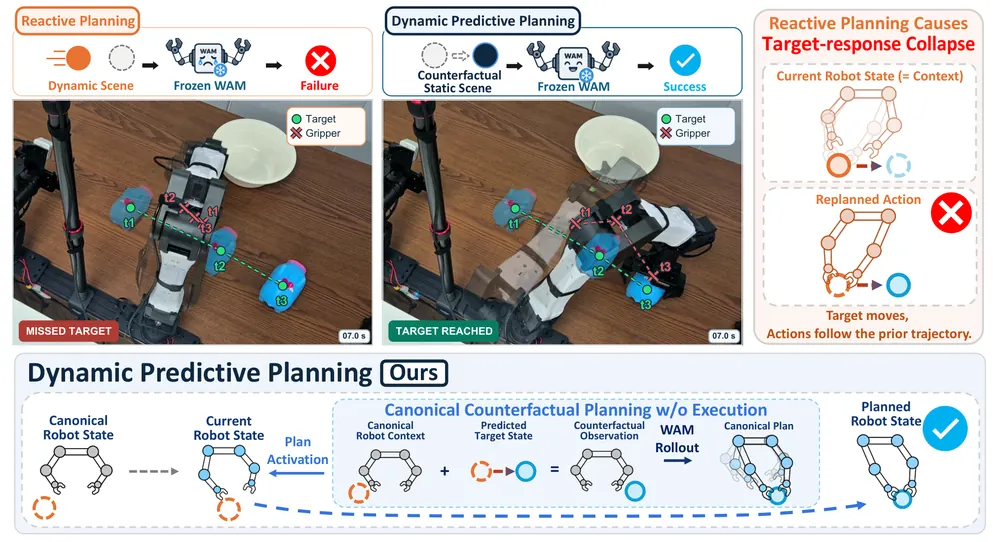 Reactive Planning
WAM
Dynamic Scene
Frozen WAM
Failure
Dynamic Predictive Planning
WAM
Counterfactual
Static Scene
Frozen WAM
Success
Target
Gripper
t1
t2
t3
t1
t2
t3
MISSED TARGET
07.0 s
Target
Gripper
t1
t2
t3
t1
t2
t3
TARGET REACHED
07.0 s
Reactive Planning Causes
Target-response Collapse
Current Robot State (= Context)
Replanned Action
Target moves,
Actions follow the prior trajectory.
Dynamic Predictive Planning Ours
Canonical
Robot State
Current
Robot State
Plan
Activation
Canonical Counterfactual Planning w/o Execution
Canonical
Robot Context
+
Predicted
Target State
=
Counterfactual
Observation
WAM
Rollout
Canonical Plan
Planned
Robot State